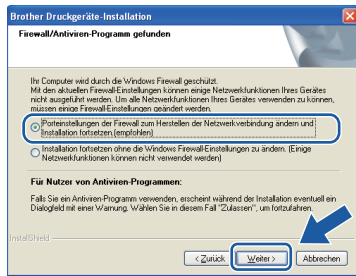 Brother Druckgeräte-Installation
Firewall/Antiviren-Programm gefunden
Ihr Computer wird durch die Windows Firewall geschützt.
Mit den aktuellen Firewall-Einstellungen können einige Netzwerkfunktionen Ihres Gerätes
nicht ausgeführt werden. Um alle Netzwerkfunktionen Ihres Gerätes verwenden zu können,
müssen einige Firewall-Einstellungen geändert werden.
Porteinstellungen der Firewall zum Herstellen der Netzwerkverbindung ändern und
Installation fortsetzen.(empfohlen)
Installation fortsetzen ohne die Windows Firewall-Einstellungen zu ändern. (Einige
Netzwerkfunktionen können nicht verwendet werden)
Für Nutzer von Antiviren-Programmen:
Falls Sie ein Antiviren-Programm verwenden, erscheint während der Installation eventuell ein
Dialogfeld mit einer Warnung. Wählen Sie in diesem Fall "Zulassen", um fortzufahren.
InstallShield
< Zurück Weiter > Abbrechen